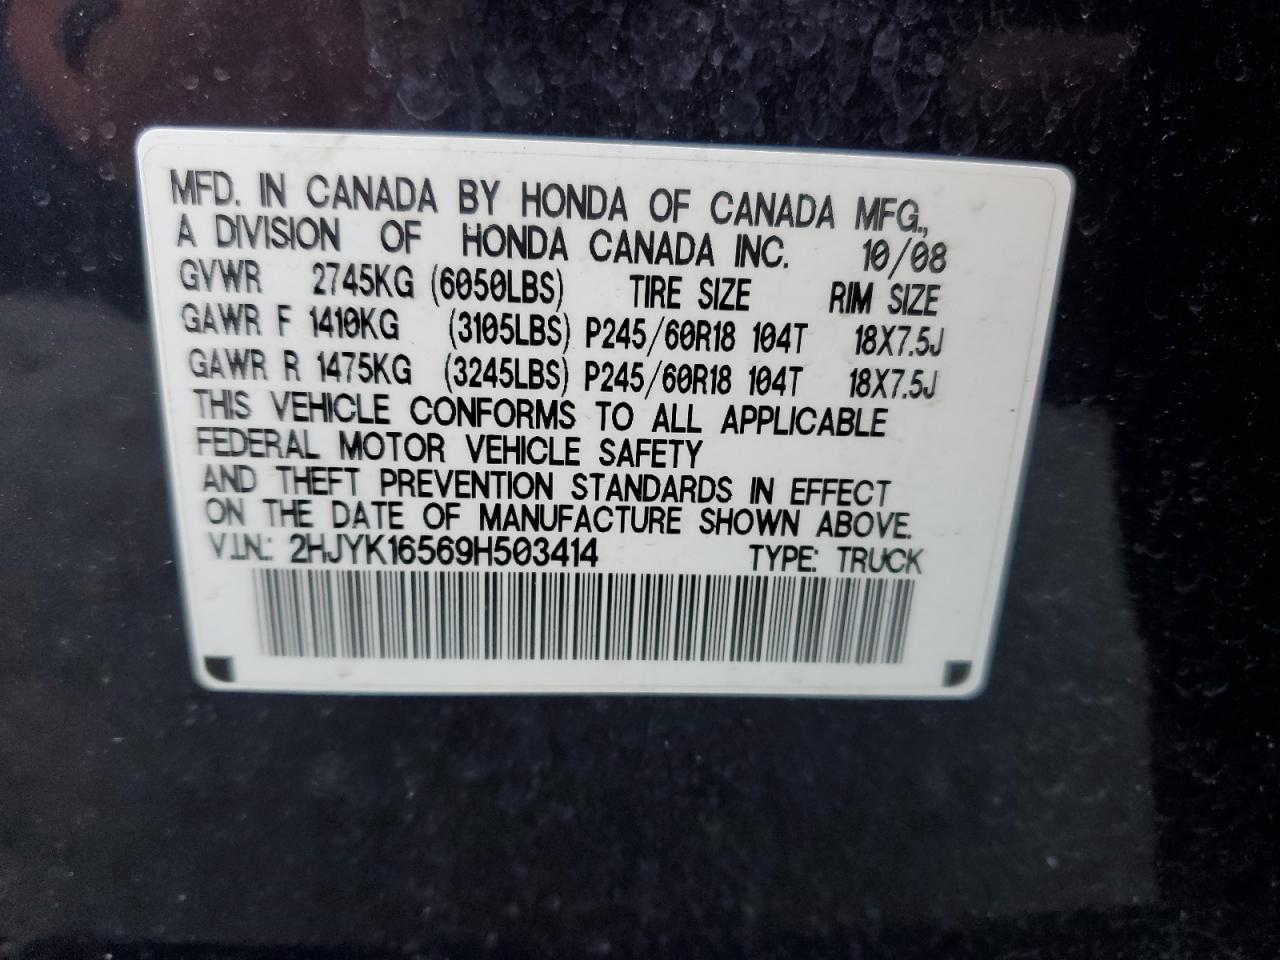 MFD. IN CANADA BY HONDA OF CANADA MFG.,
A DIVISION OF HONDA CANADA INC. 10/08
GVWR 2745KG (6050LBS) TIRE SIZE RIM SIZE
GAWR F 1410KG (3105LBS) P245/60R18 104T 18X7.5J
GAWR R 1475KG (3245LBS) P245/60R18 104T 18X7.5J
THIS VEHICLE CONFORMS TO ALL APPLICABLE
FEDERAL MOTOR VEHICLE SAFETY
AND THEFT PREVENTION STANDARDS IN EFFECT
ON THE DATE OF MANUFACTURE SHOWN ABOVE.
V.I.N.: 2HJYK16569H503414 TYPE: TRUCK